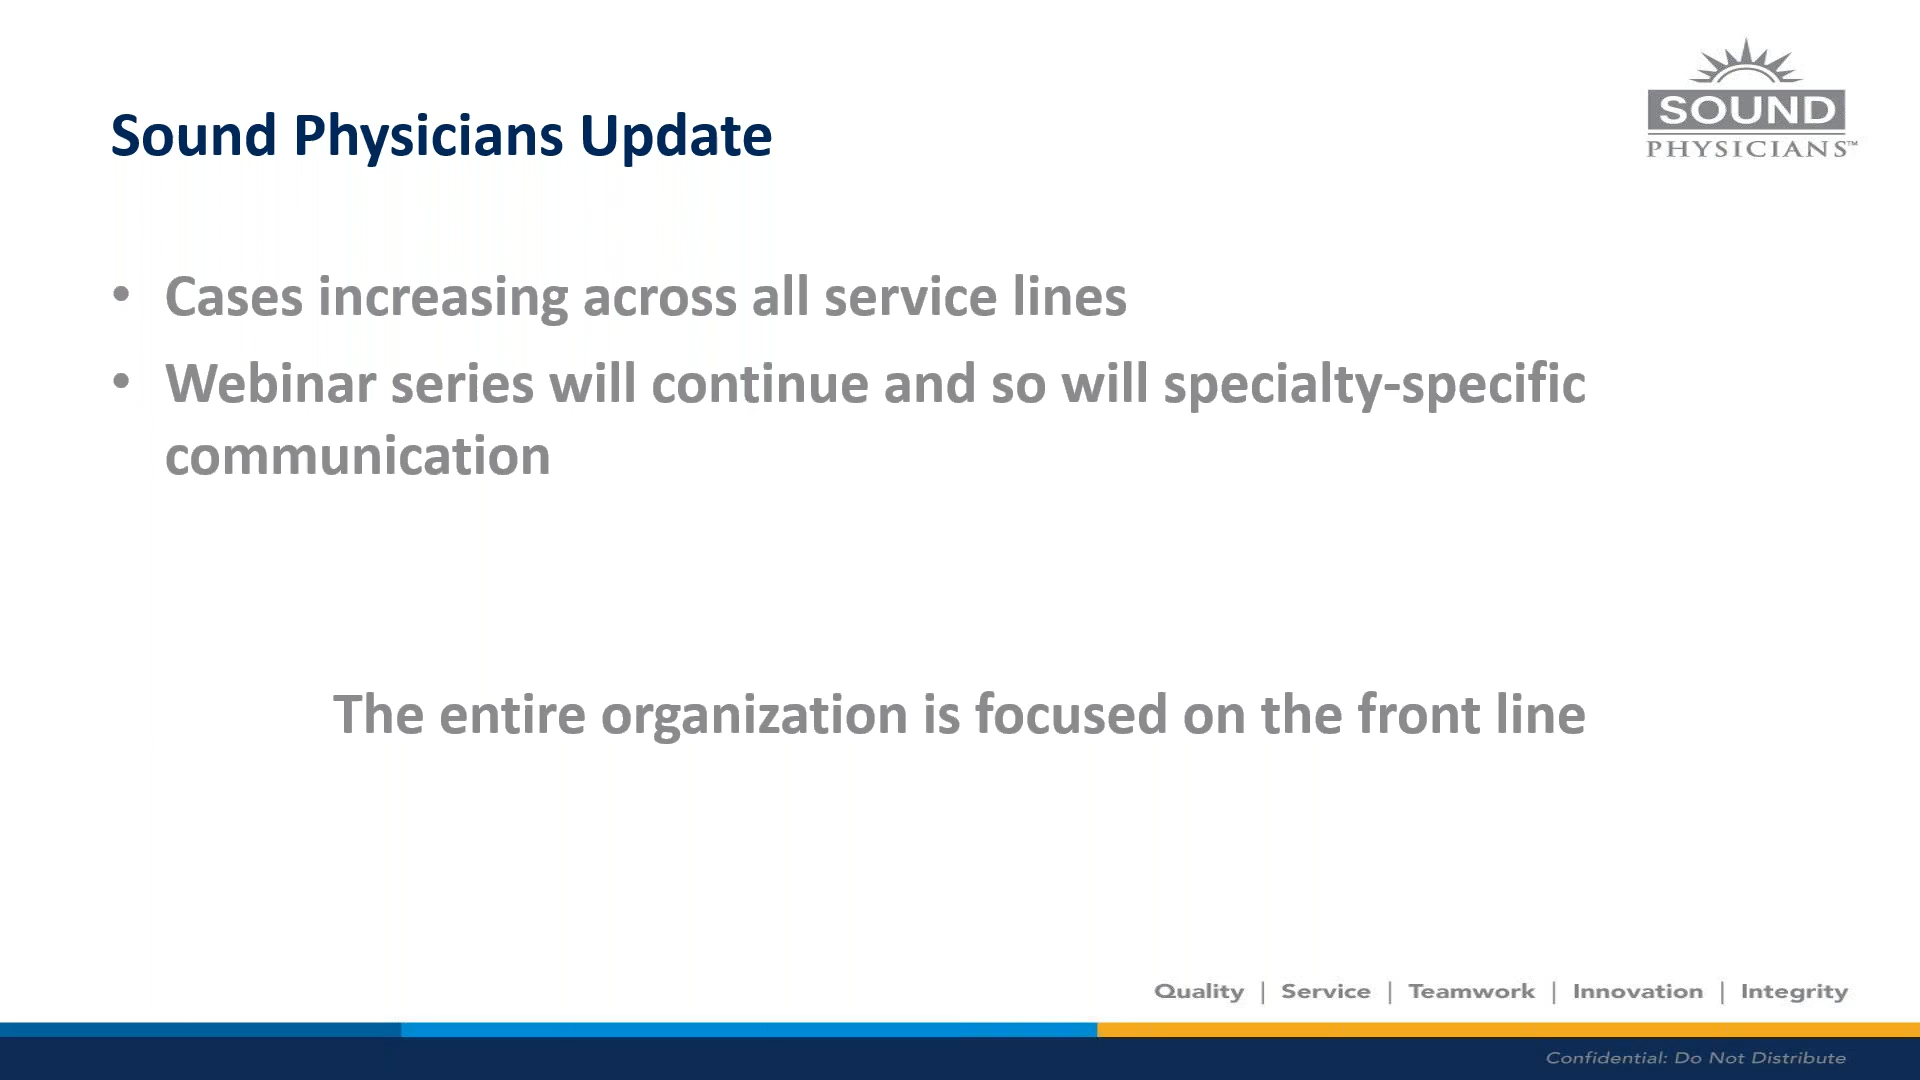 SOUND
PHYSICIANS™
Sound Physicians Update
• Cases increasing across all service lines
• Webinar series will continue and so will specialty-specific
communication
The entire organization is focused on the front line
Quality | Service | Teamwork | Innovation | Integrity
Confidential: Do Not Distribute